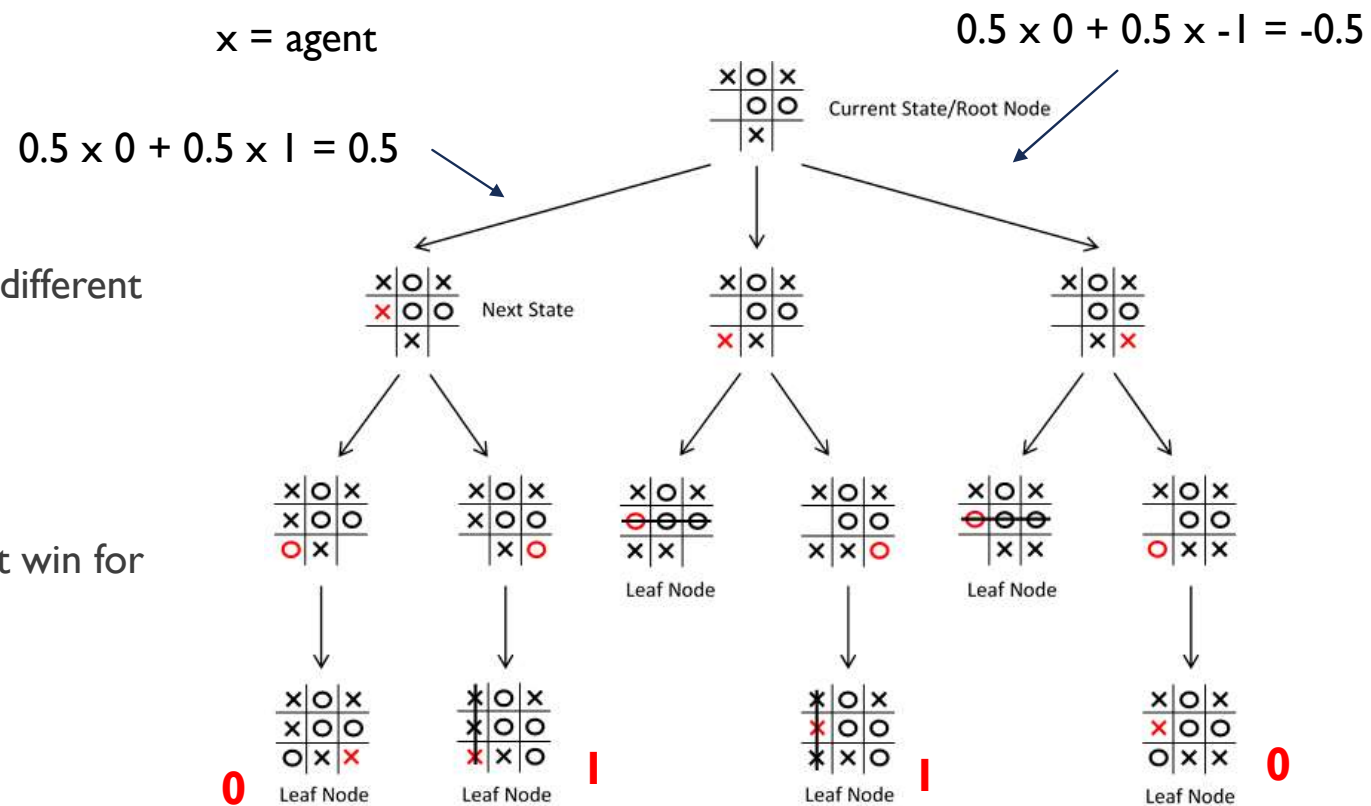 x = agent
0.5 x 0 + 0.5 x -1 = -0.5
X O X
O O
X
Current State/Root Node
0.5 x 0 + 0.5 x 1 = 0.5
different
X O X
X O O
X
Next State
X O X
O O
X X
X O X
O O
X X
X O X
X O O
O X
X O X
X O O
X O
X O X
O O O
X X
X O X
O O
X X O
X O X
O O O
X X
X O X
O O
O X X
t win for
Leaf Node
Leaf Node
X O X
X O O
O X X
X O X
X O O
X X O
X O X
X O O
X X O
X O X
X O O
O X X
0
1
1
0
Leaf Node
Leaf Node
Leaf Node
Leaf Node